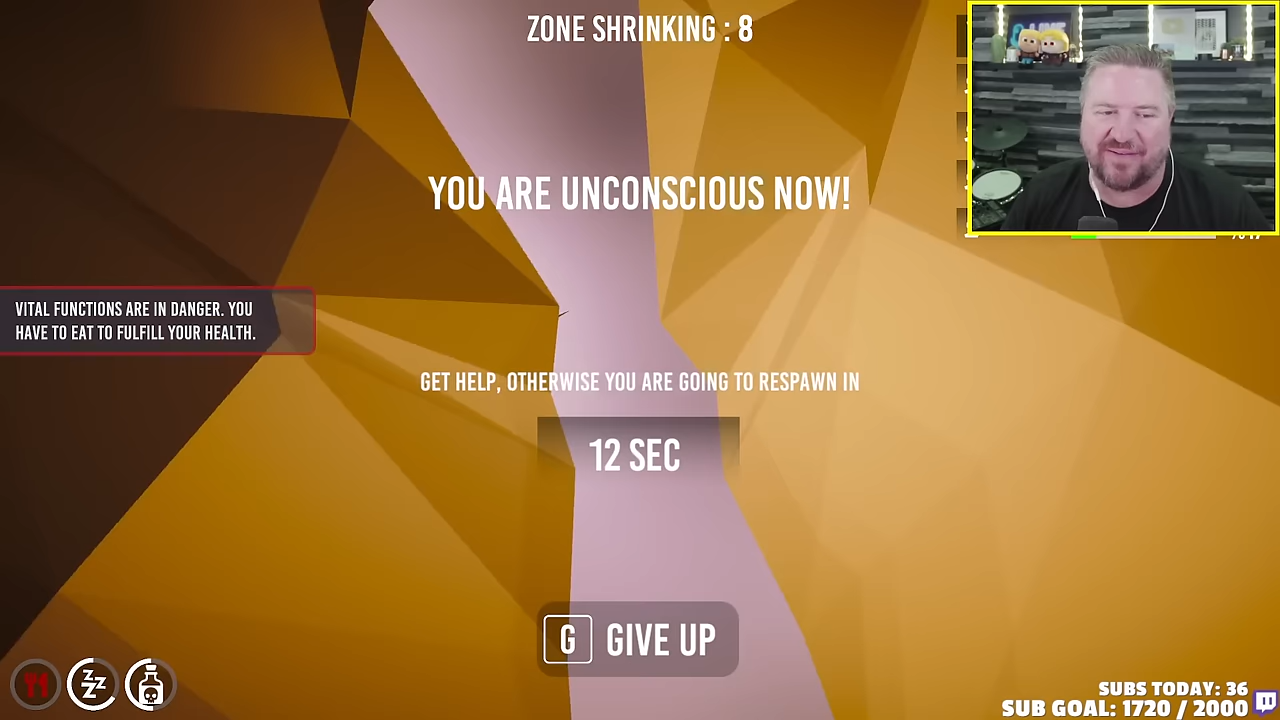 ZONE SHRINKING : 8
YOU ARE UNCONSCIOUS NOW!
VITAL FUNCTIONS ARE IN DANGER. YOU
HAVE TO EAT TO FULFILL YOUR HEALTH.
GET HELP, OTHERWISE YOU ARE GOING TO RESPAWN IN
12 SEC
G GIVE UP
SUBS TODAY: 36
SUB GOAL: 1720 / 2000